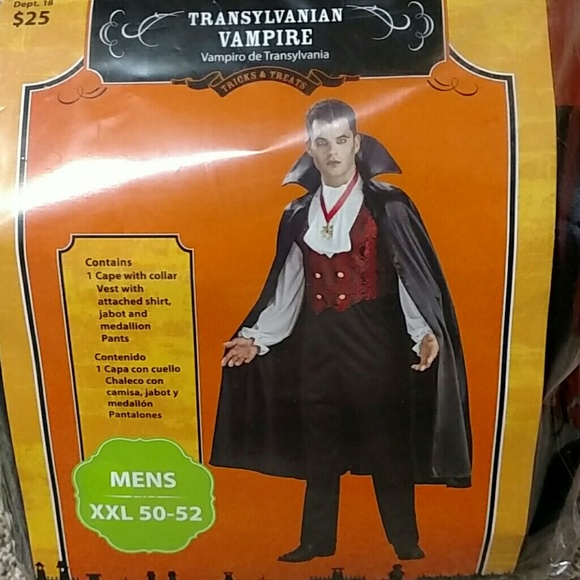 Dept. 18
$25
TRANSYLVANIAN
VAMPIRE
Vampiro de Transylvania
TRICKS & TREATS
Contains
1 Cape with collar
Vest with
attached shirt,
jabot and
medallion
Pants
Contenido
1 Capa con cuello
Chaleco con
camisa, jabot y
medallón
Pantalones
MENS
XXL 50-52